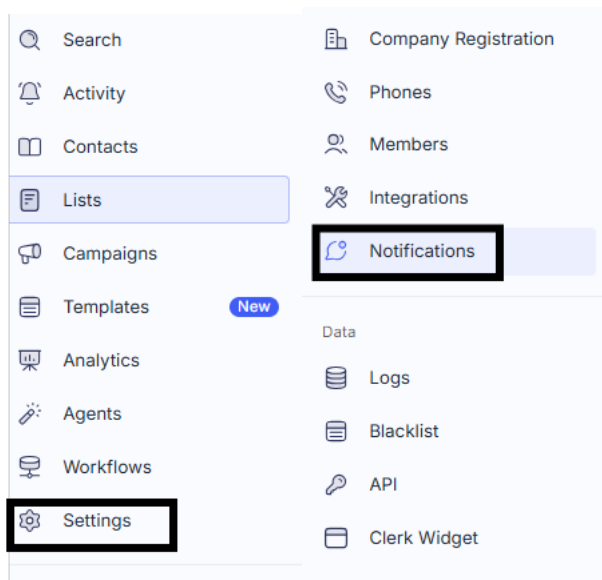 Search
Activity
Contacts
Lists
Campaigns
Templates New
Analytics
Agents
Workflows
Settings
Company Registration
Phones
Members
Integrations
Notifications
Data
Logs
Blacklist
API
Clerk Widget